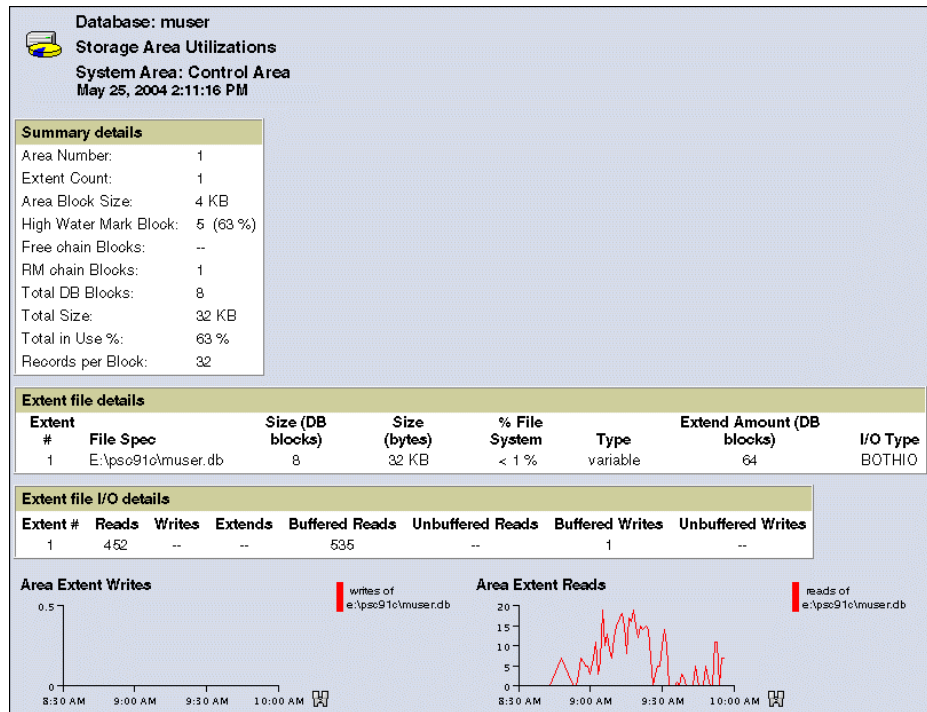 Database: muser
Storage Area Utilizations
System Area: Control Area
May 25, 2004 2:11:16 PM
Summary details
Area Number: 1
Extent Count: 1
Area Block Size: 4 KB
High Water Mark Block: 5 (63 %)
Free chain Blocks: --
RM chain Blocks: 1
Total DB Blocks: 8
Total Size: 32 KB
Total in Use %: 63 %
Records per Block: 32
Extent file details
Extent # File Spec Size (DB blocks) Size (bytes) % File System Type Extend Amount (DB blocks) I/O Type
1 E:\psc91c\muser.db 8 32 KB < 1 % variable 64 BOTHIO
Extent file I/O details
Extent # Reads Writes Extends Buffered Reads Unbuffered Reads Buffered Writes Unbuffered Writes
1 452 -- -- 535 -- 1 --
Area Extent Writes
writes of
e:\psc91c\muser.db
0.5
0
8:30 AM 9:00 AM 9:30 AM 10:00 AM
Area Extent Reads
reads of
e:\psc91c\muser.db
20
15
10
5
0
8:30 AM 9:00 AM 9:30 AM 10:00 AM